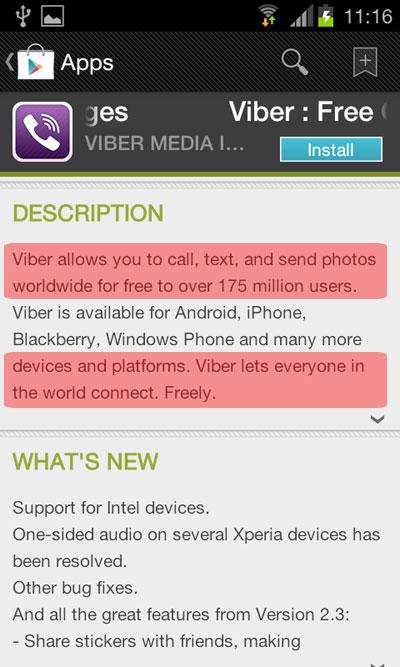 11:16
Apps
ges Viber : Free
VIBER MEDIA I...
Install
DESCRIPTION
Viber allows you to call, text, and send photos
worldwide for free to over 175 million users.
Viber is available for Android, iPhone,
Blackberry, Windows Phone and many more
devices and platforms. Viber lets everyone in
the world connect. Freely.
WHAT'S NEW
Support for Intel devices.
One-sided audio on several Xperia devices has
been resolved.
Other bug fixes.
And all the great features from Version 2.3:
- Share stickers with friends, making